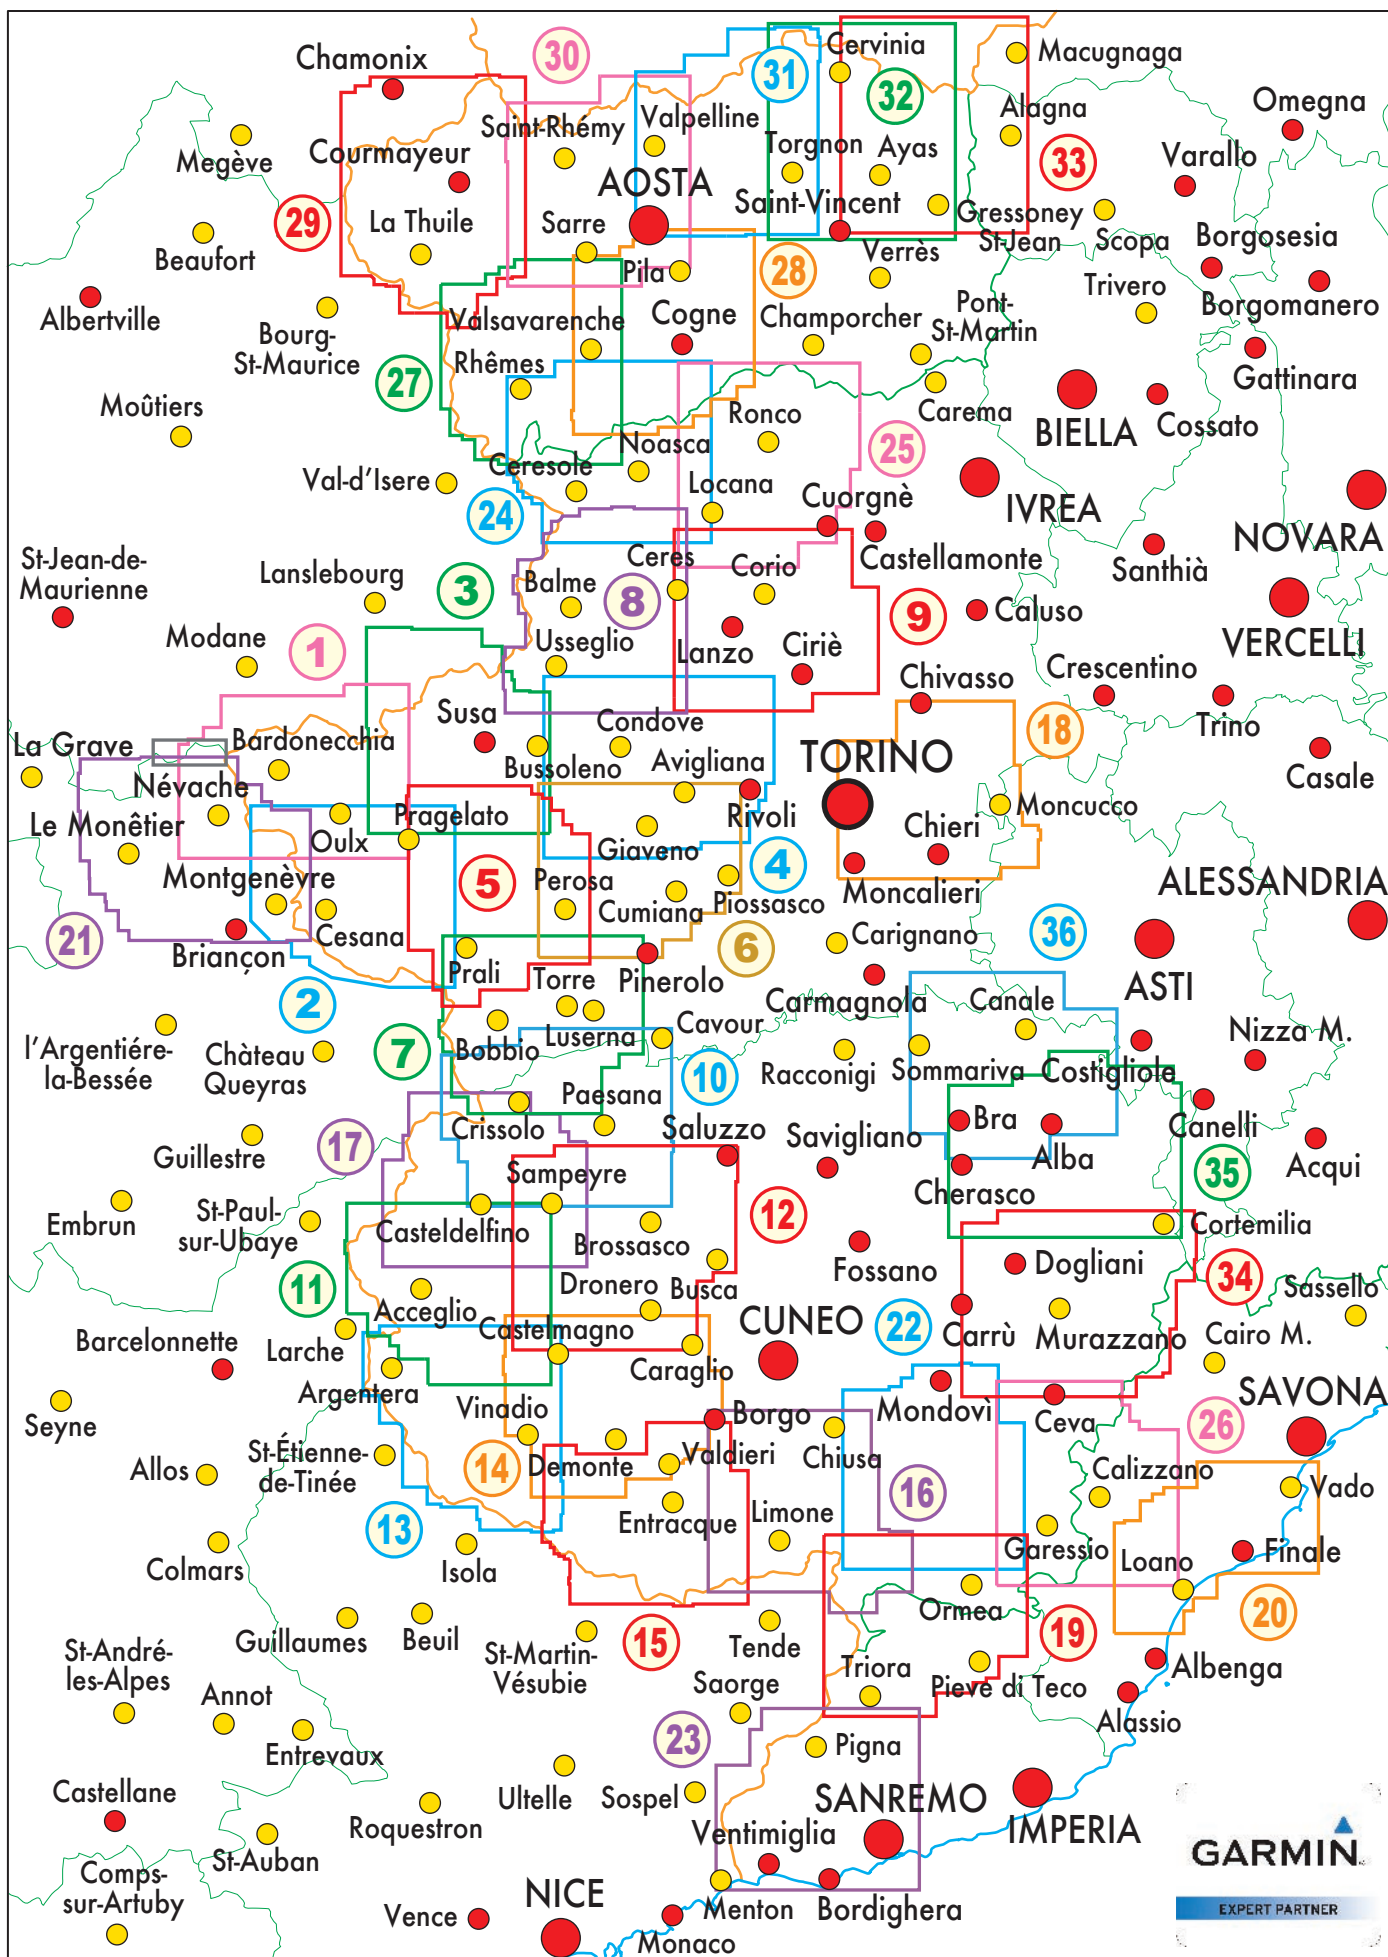 30
Cervinia
Macugnaga
Chamonix
31
32
Omegna
Saint-Rhémy
Valpelline
Alagna
Megève
Courmayeur
Torgnon
Ayas
33
Varallo
AOSTA
Saint-Vincent
29
La Thuile
Sarre
Gressoney
St-Jean
Scopa
Borgosesia
Beaufort
Pila
28
Verrès
Trivero
Borgomanero
Albertville
Bourg-
St-Maurice
Valsavarenche
Cogne
Champorcher
Pont-
St-Martin
Gattinara
27
Rhêmes
Carema
BIELLA
Cossato
Moûtiers
Ronco
25
Val-d'Isere
Ceresole
Noasca
Locana
Cuorgnè
IVREA
NOVARA
24
Castellamonte
Santhià
St-Jean-de-
Maurienne
Lanslebourg
3
Balme
8
Ceres
Corio
9
Caluso
VERCELLI
Modane
1
Usseglio
Lanzo
Ciriè
Chivasso
Crescentino
Trino
Susa
Condove
18
La Grave
Bardonecchia
Bussoleno
Avigliana
TORINO
Casale
Névache
Moncucco
Le Monêtier
Oulx
Pragelato
Rivoli
Chieri
Giaveno
4
Montgenèvre
5
Perosa
Cumiana
Piossasco
Moncalieri
ALESSANDRIA
21
Briançon
Cesana
6
Carignano
36
2
Prali
Torre
Pinerolo
Carmagnola
Canale
ASTI
l'Argentiére-
la-Bessée
Château
Queyras
7
Bobbio
Luserna
Cavour
10
Racconigi
Sommariva
Costigliole
Nizza M.
Paesana
17
Crissolo
Saluzzo
Savigliano
Bra
Alba
Canelli
Acqui
Guillestre
Sampeyre
Cherasco
35
Embrun
St-Paul-
sur-Ubaye
Casteldelfino
Brossasco
12
Cortemilia
11
Acceglio
Dronero
Busca
Fossano
Dogliani
34
Sassello
Barcelonnette
Larche
Castelmagno
CUNEO
22
Carrù
Murazzano
Cairo M.
Argentera
Caraglio
Seyne
Vinadio
Borgo
Mondovì
Ceva
SAVONA
26
Allos
St-Étienne-
de-Tinée
14
Demonte
Valdieri
Chiusa
16
Calizzano
Vado
13
Entracque
Limone
Garessio
Loano
Finale
Colmars
Isola
Ormea
Guillaumes
Beuil
St-Martin-
Vésubie
15
Tende
19
20
St-André-
les-Alpes
Triora
Pieve di Teco
Albenga
Annot
Saorge
Alassio
Entrevaux
23
Pigna
Castellane
Ultelle
Sospel
SANREMO
Roquestron
Ventimiglia
IMPERIA
St-Auban
Comps-
sur-Artuby
NICE
Vence
Menton
Bordighera
Monaco
GARMIN
EXPERT PARTNER